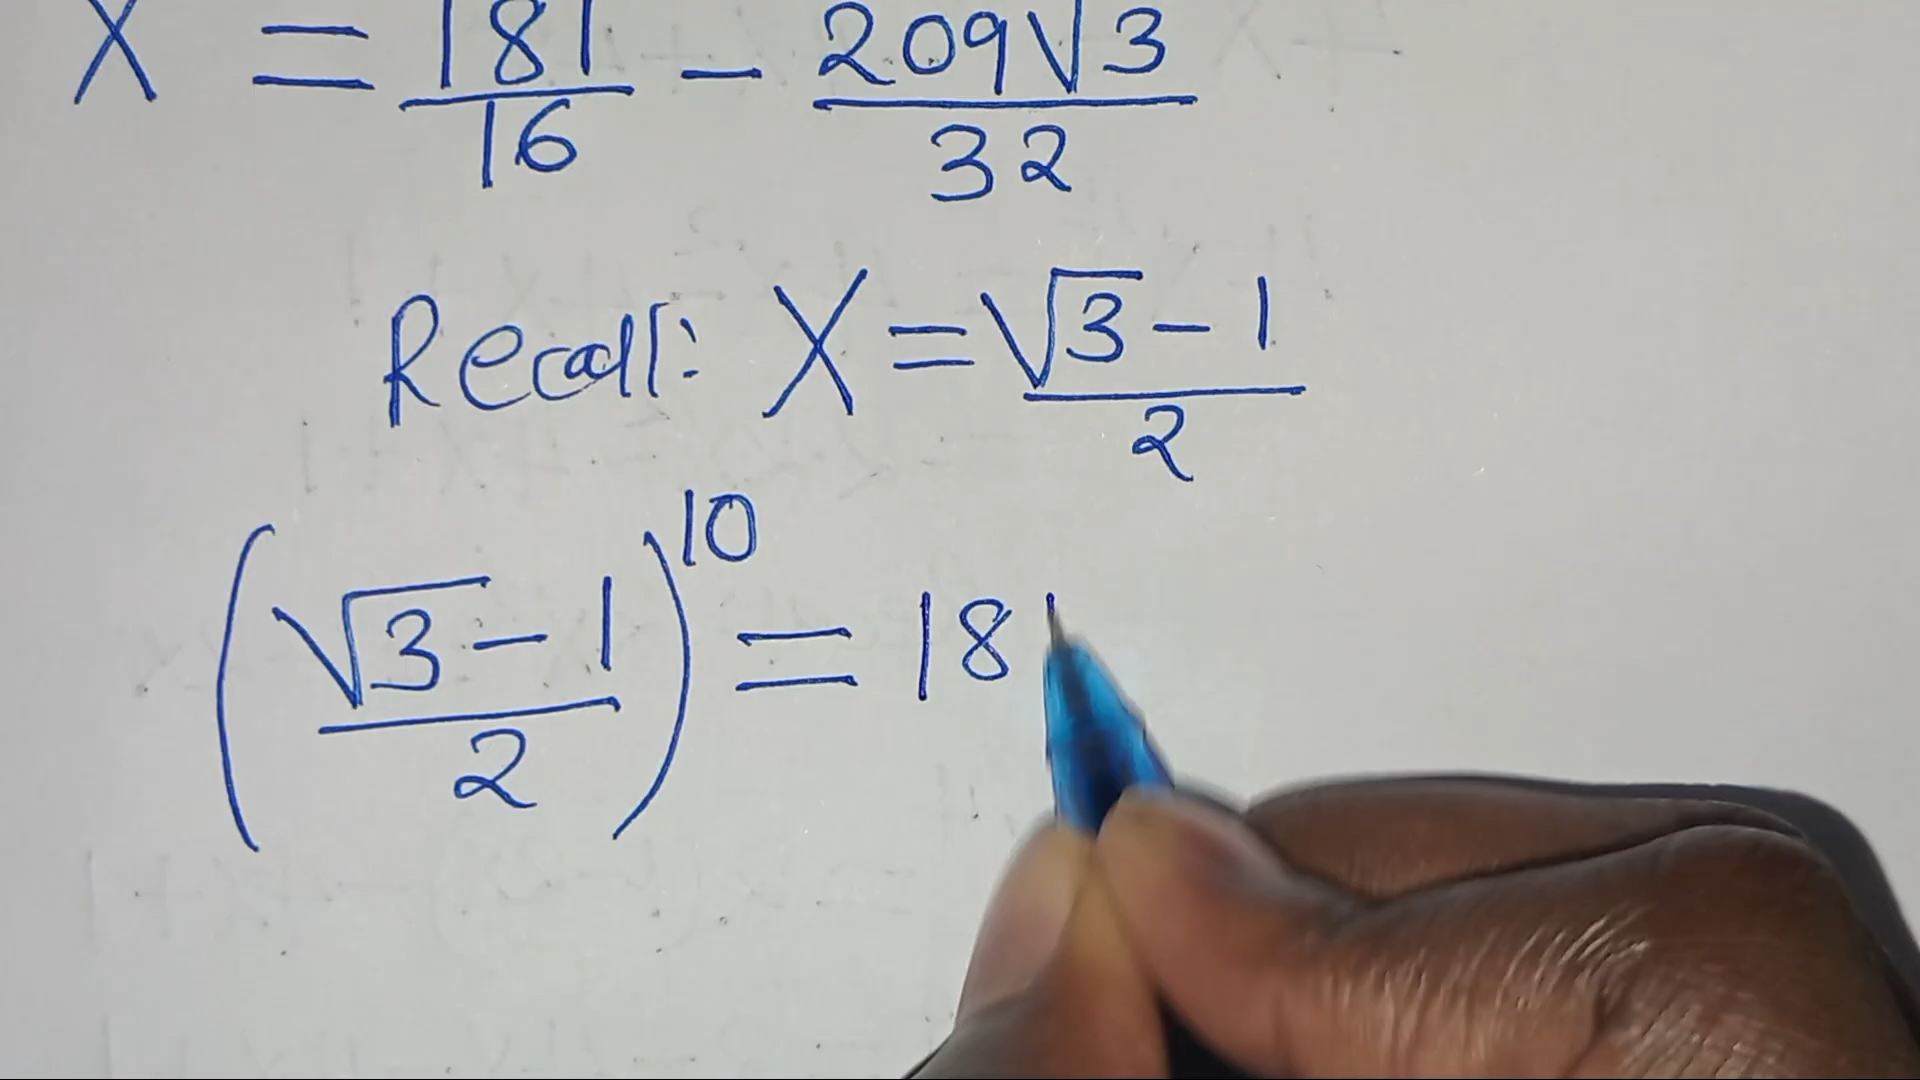 X = 181/16 - 209√3/32
Recall: X = √3 - 1/2
(√3 - 1/2)^10 = 181